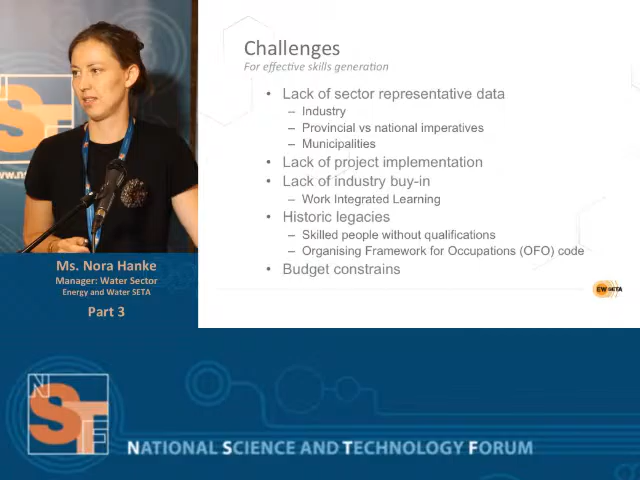 Challenges
For effective skills generation
• Lack of sector representative data
– Industry
– Provincial vs national imperatives
– Municipalities
• Lack of project implementation
• Lack of industry buy-in
– Work Integrated Learning
• Historic legacies
– Skilled people without qualifications
– Organising Framework for Occupations (OFO) code
• Budget constrains
EW SETA
Ms. Nora Hanke
Manager: Water Sector
Energy and Water SETA
Part 3
NSTF
NATIONAL SCIENCE AND TECHNOLOGY FORUM